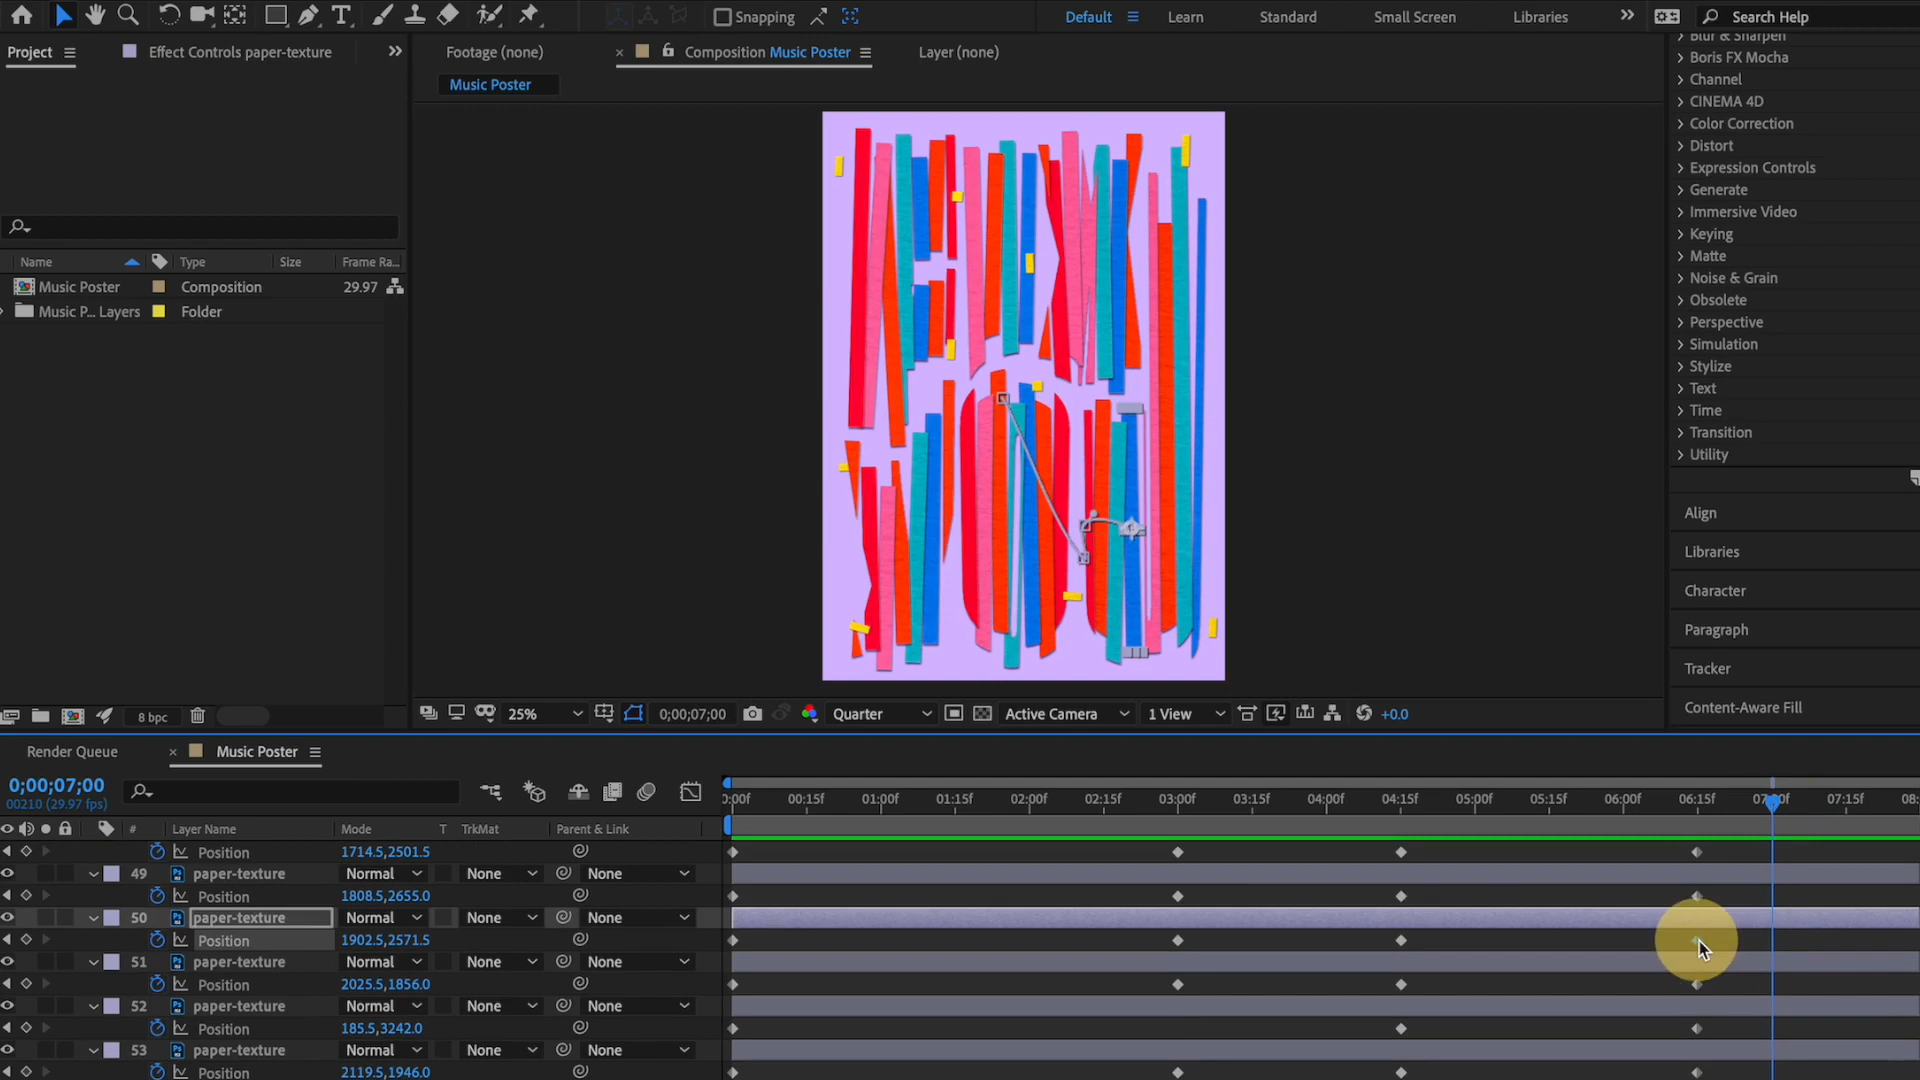 Snapping
Default
Learn
Standard
Small Screen
Libraries
Search Help
Project
Effect Controls paper-texture
Footage (none)
Composition Music Poster
Layer (none)
Music Poster
Name
Type
Size
Frame Ra...
Music Poster
Composition
29.97
Music P... Layers
Folder
8 bpc
25%
0;00;07;00
Quarter
Active Camera
1 View
+0.0
Blur & Sharpen
Boris FX Mocha
Channel
CINEMA 4D
Color Correction
Distort
Expression Controls
Generate
Immersive Video
Keying
Matte
Noise & Grain
Obsolete
Perspective
Simulation
Stylize
Text
Time
Transition
Utility
Align
Libraries
Character
Paragraph
Tracker
Content-Aware Fill
Render Queue
Music Poster
0;00;07;00
00210 (29.97 fps)
0:00f 00:15f 01:00f 01:15f 02:00f 02:15f 03:00f 03:15f 04:00f 04:15f 05:00f 05:15f 06:00f 06:15f 07:15f
# Layer Name Mode T TrkMat Parent & Link
Position 1714.5,2501.5
49 paper-texture Normal None None
Position 1808.5,2655.0
50 paper-texture Normal None None
Position 1902.5,2571.5
51 paper-texture Normal None None
Position 2025.5,1856.0
52 paper-texture Normal None None
Position 185.5,3242.0
53 paper-texture Normal None None
Position 2119.5,1946.0